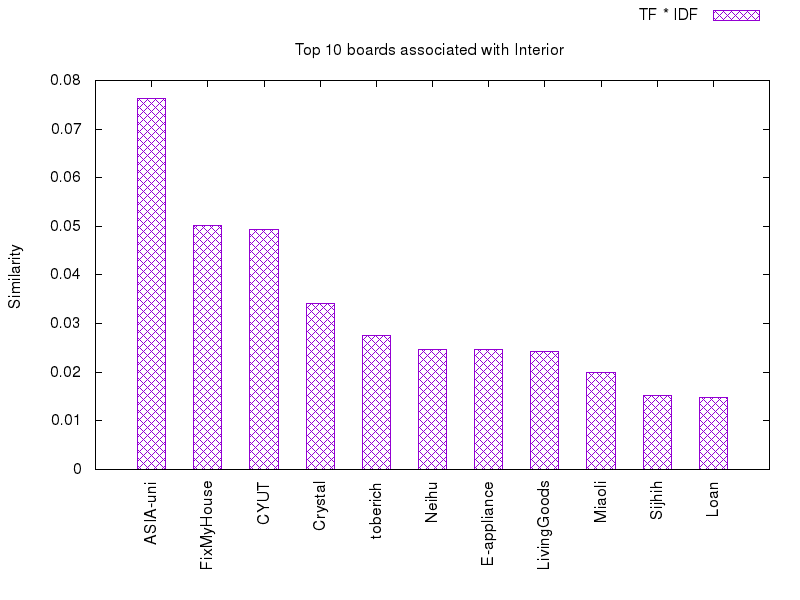 TF * IDF
Top 10 boards associated with Interior
0.08
0.07
0.06
0.05
0.04
0.03
0.02
0.01
0
Similarity
ASIA-uni
FixMyHouse
CYUT
Crystal
toberich
Neihu
E-appliance
LivingGoods
Miaoli
Sijhih
Loan